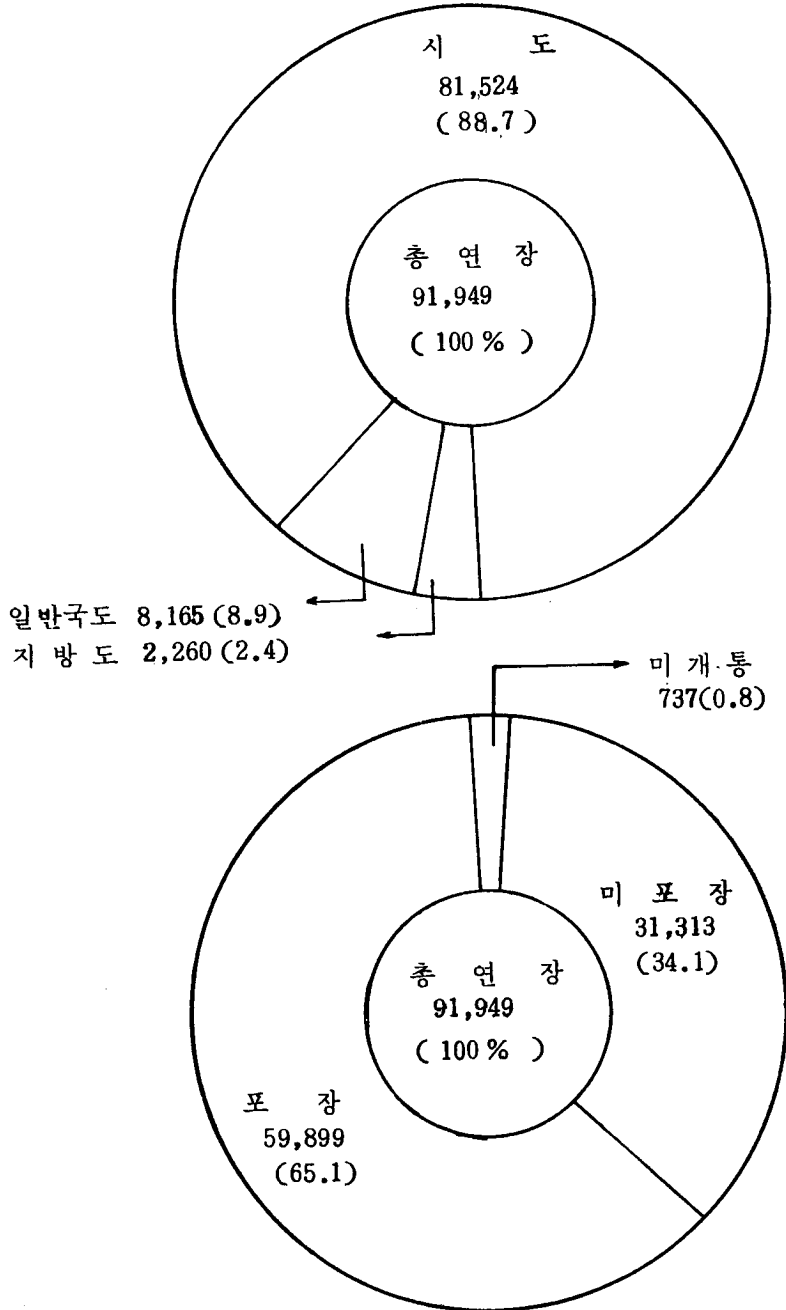 시 도
81,524
( 88.7 )
총 연 장
91,949
( 100 % )
일반국도 8,165 (8.9)
지 방 도 2,260 (2.4)
미 개 통
737(0.8)
미 포 장
31,313
(34.1)
총 연 장
91,949
( 100 % )
포 장
59,899
(65.1)